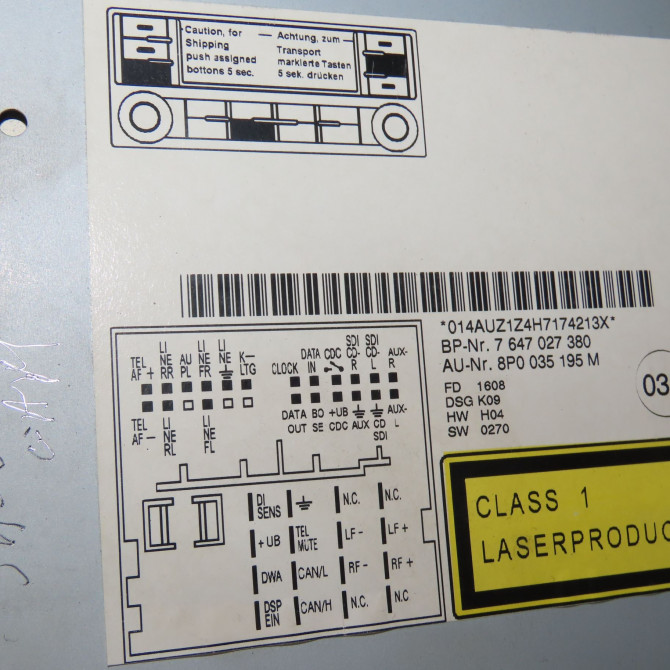 Caution, for
Shipping
push assigned
bottons 5 sec.
— Achtung, zum —
Transport
markierte Tasten
5 sek. drücken
*014AUZ1Z4H7174213X*
BP-Nr. 7 647 027 380
AU-Nr. 8P0 035 195 M
FD 1608
DSG K09
HW H04
SW 0270
03
TEL AF +
LI NE RR
AU PL
LI NE FR
LI NE
K– LTG
CLOCK
DATA IN
CDC
SDI CD- R
SDI CD- L
AUX- R
TEL AF –
LI NE RL
LI NE FL
DATA OUT
BO SE
+UB CDC
AUX
CD SDI
AUX- L
DI SENS
N.C.
N.C.
+UB
TEL MUTE
LF -
LF +
DWA
CAN/L
RF -
RF +
DSP EIN
CAN/H
N.C.
N.C
CLASS 1
LASERPRODUC